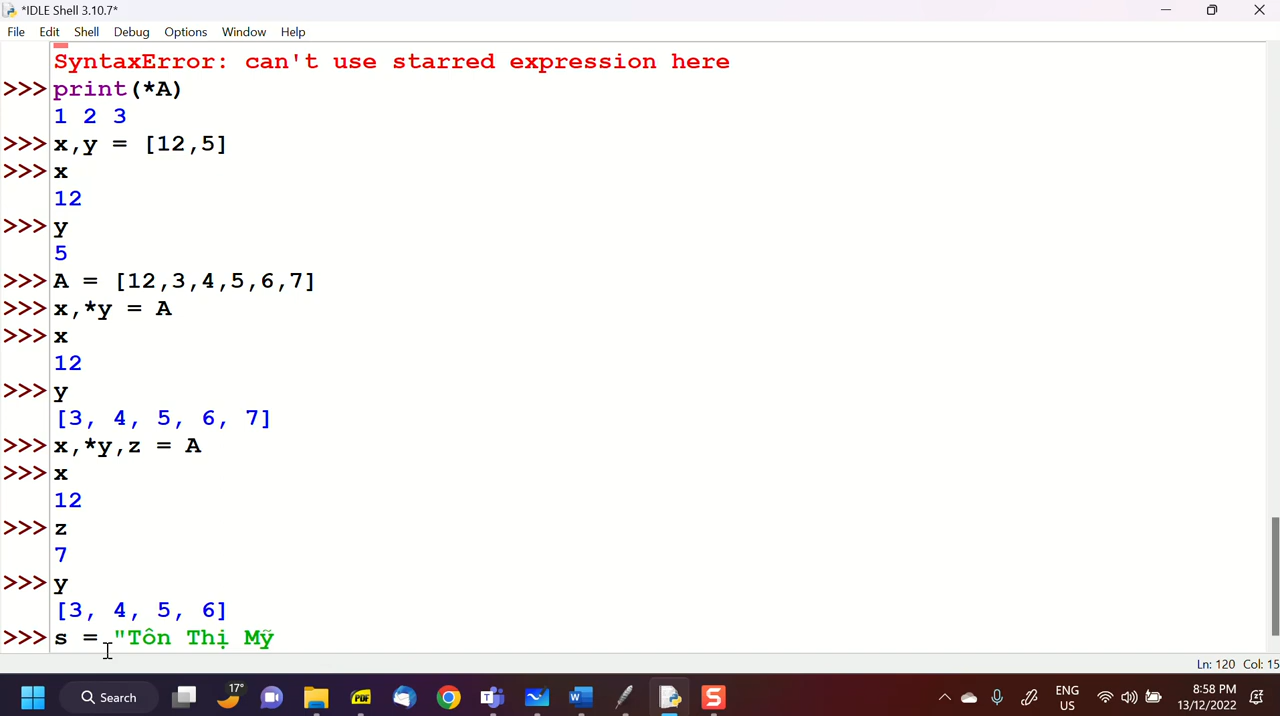 *IDLE Shell 3.10.7*
File Edit Shell Debug Options Window Help
SyntaxError: can't use starred expression here
>>> print(*A)
1 2 3
>>> x,y = [12,5]
>>> x
12
>>> y
5
>>> A = [12,3,4,5,6,7]
>>> x,*y = A
>>> x
12
>>> y
[3, 4, 5, 6, 7]
>>> x,*y,z = A
>>> x
12
>>> z
7
>>> y
[3, 4, 5, 6]
>>> s = "Tôn Thị Mỹ
Ln: 120 Col: 15
17°
Search
PDF
ENG
US
8:58 PM
13/12/2022